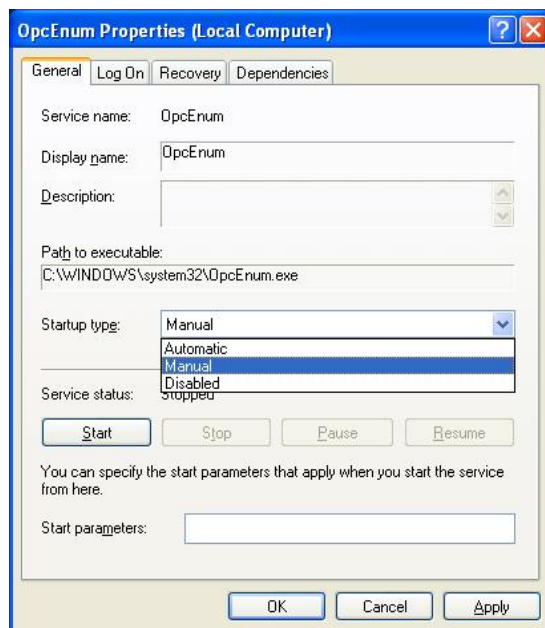 OpcEnum Properties (Local Computer)
General Log On Recovery Dependencies
Service name: OpcEnum
Display name: OpcEnum
Description:
Path to executable:
C:\WINDOWS\system32\OpcEnum.exe
Startup type: Manual
Automatic
Manual
Disabled
Service status: Stopped
Start Stop Pause Resume
You can specify the start parameters that apply when you start the service
from here.
Start parameters:
OK Cancel Apply